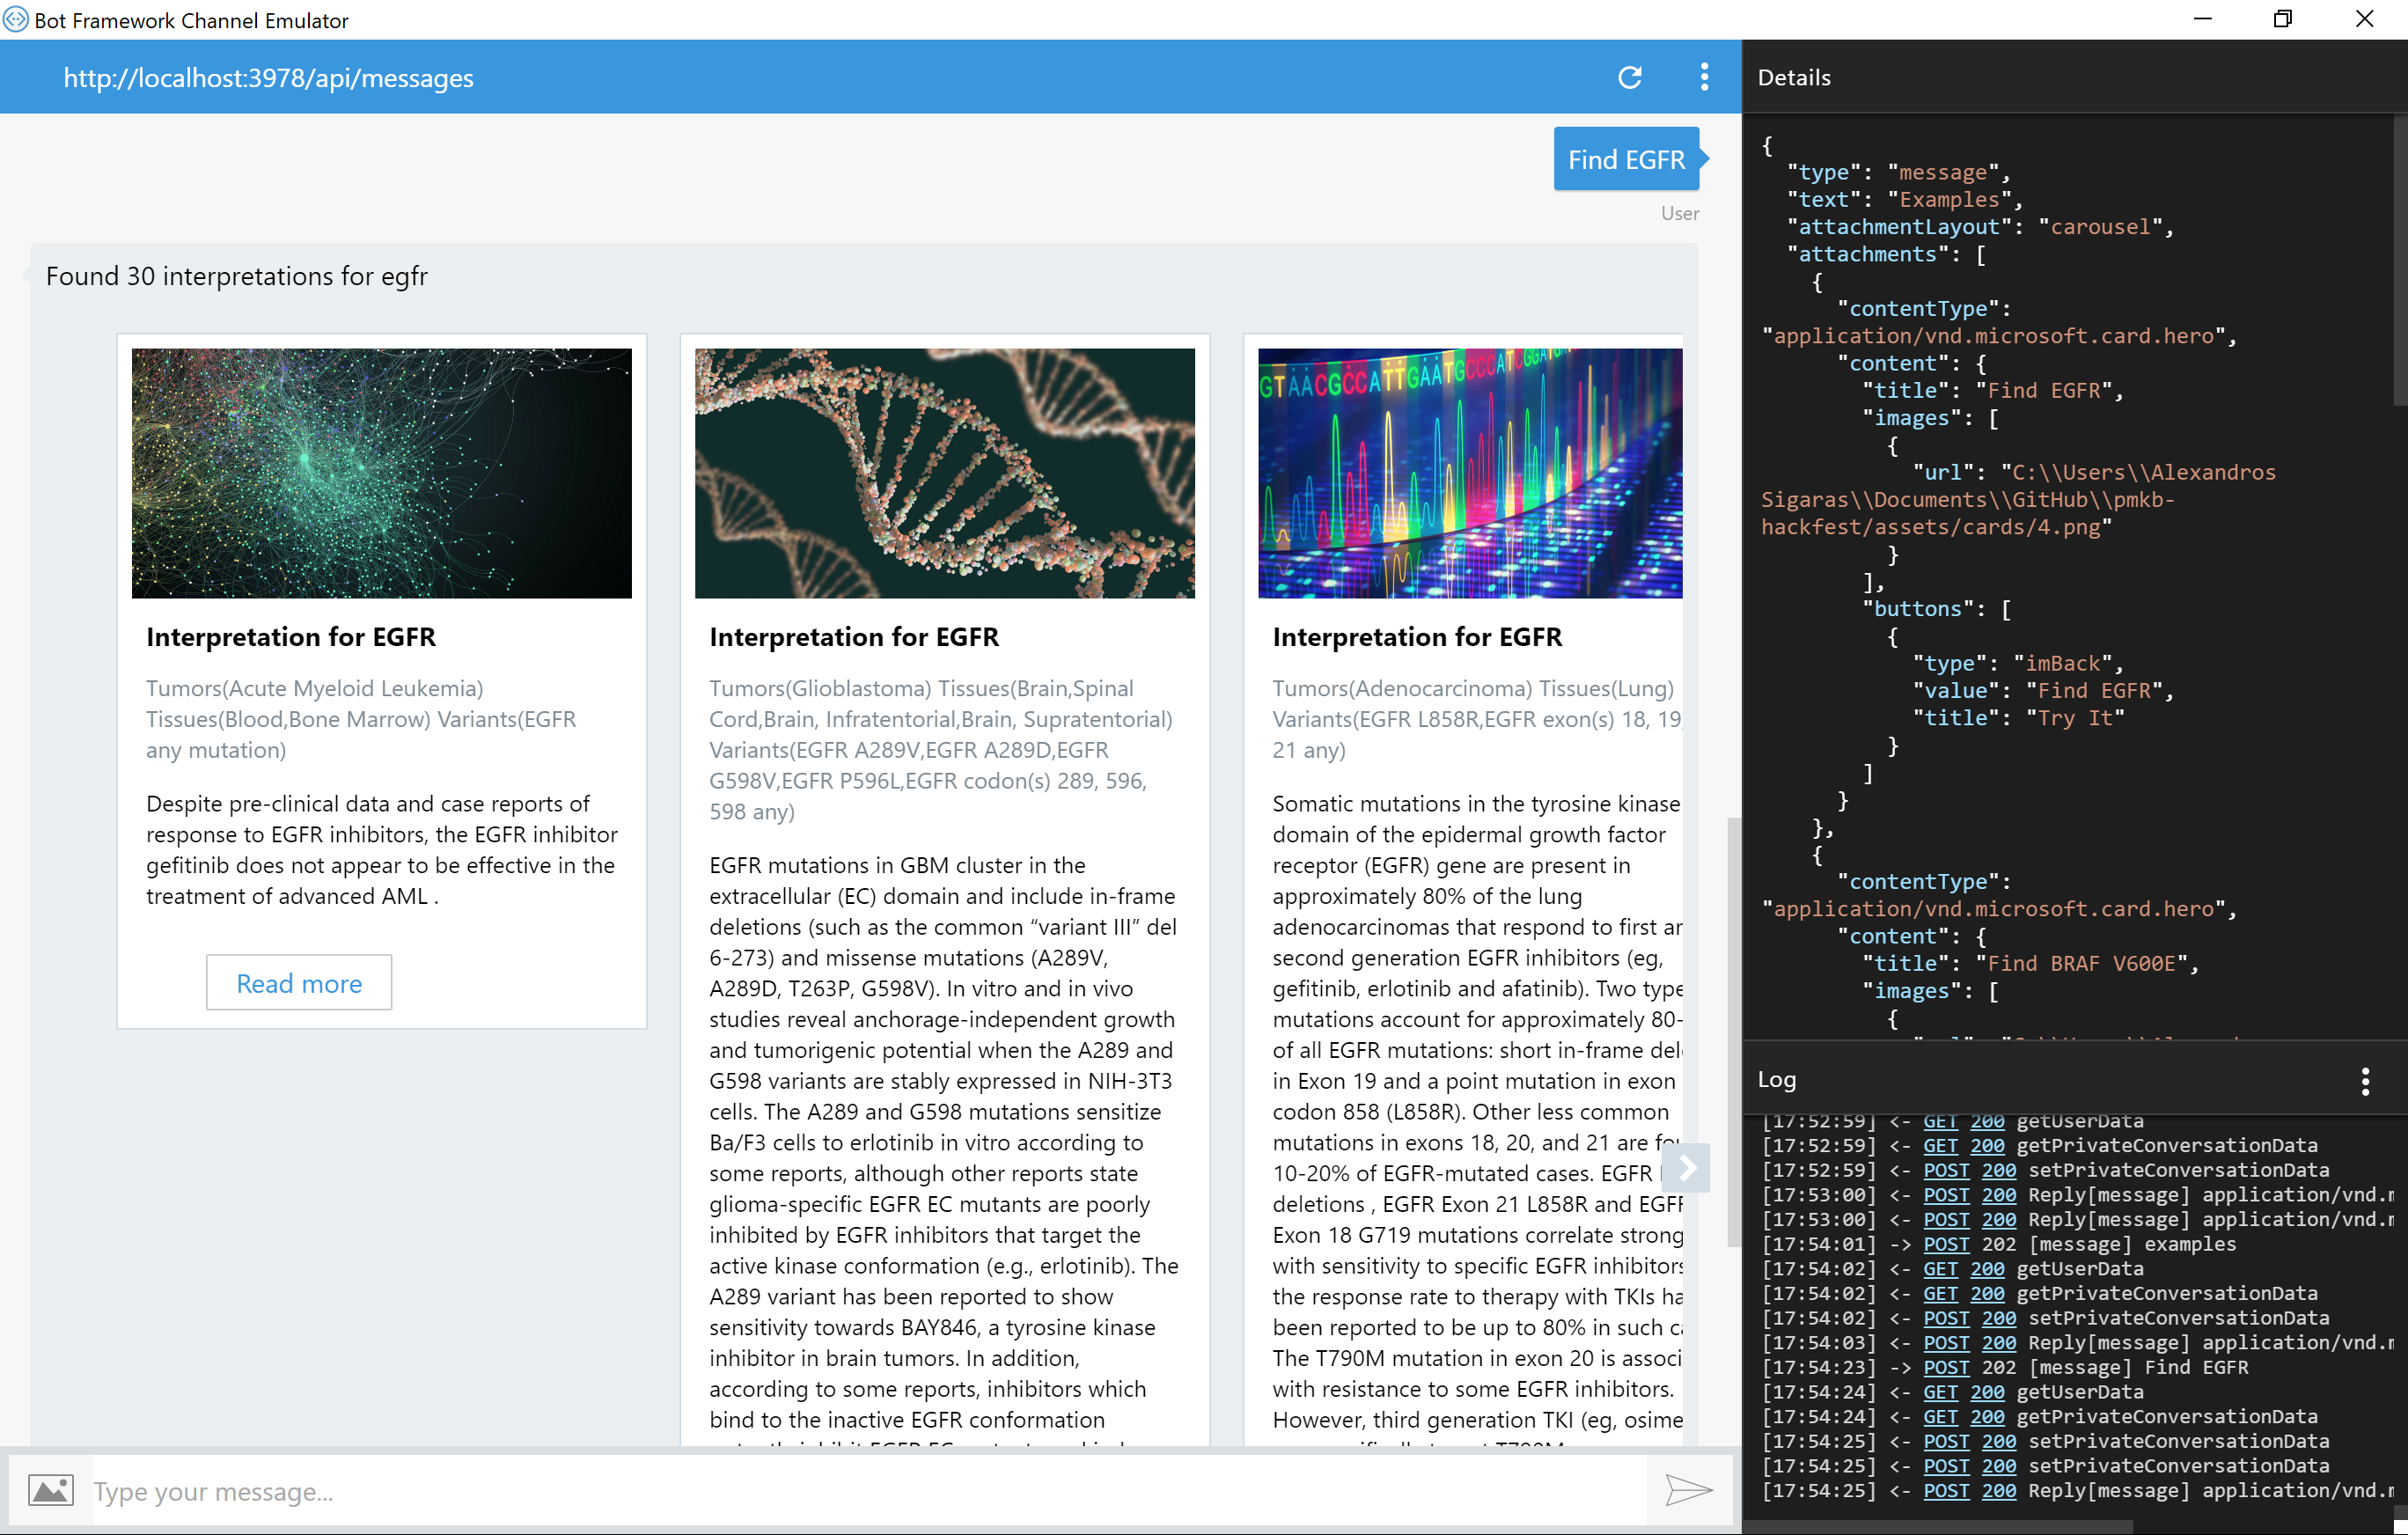 Bot Framework Channel Emulator
http://localhost:3978/api/messages
Find EGFR
User
Found 30 interpretations for egfr
Interpretation for EGFR
Tumors(Acute Myeloid Leukemia)
Tissues(Blood,Bone Marrow) Variants(EGFR
any mutation)
Despite pre-clinical data and case reports of
response to EGFR inhibitors, the EGFR inhibitor
gefitinib does not appear to be effective in the
treatment of advanced AML .
Read more
Interpretation for EGFR
Tumors(Glioblastoma) Tissues(Brain,Spinal
Cord,Brain, Infratentorial,Brain, Supratentorial)
Variants(EGFR A289V,EGFR A289D,EGFR
G598V,EGFR P596L,EGFR codon(s) 289, 596,
598 any)
EGFR mutations in GBM cluster in the
extracellular (EC) domain and include in-frame
deletions (such as the common “variant III” del
6-273) and missense mutations (A289V,
A289D, T263P, G598V). In vitro and in vivo
studies reveal anchorage-independent growth
and tumorigenic potential when the A289 and
G598 variants are stably expressed in NIH-3T3
cells. The A289 and G598 mutations sensitize
Ba/F3 cells to erlotinib in vitro according to
some reports, although other reports state
glioma-specific EGFR EC mutants are poorly
inhibited by EGFR inhibitors that target the
active kinase conformation (e.g., erlotinib). The
A289 variant has been reported to show
sensitivity towards BAY846, a tyrosine kinase
inhibitor in brain tumors. In addition,
according to some reports, inhibitors which
bind to the inactive EGFR conformation
GTAACGCCATTGAATGCCCAT
Interpretation for EGFR
Tumors(Adenocarcinoma) Tissues(Lung)
Variants(EGFR L858R,EGFR exon(s) 18, 19,
21 any)
Somatic mutations in the tyrosine kinase
domain of the epidermal growth factor
receptor (EGFR) gene are present in
approximately 80% of the lung
adenocarcinomas that respond to first
second generation EGFR inhibitors (eg,
gefitinib, erlotinib and afatinib). Two
mutations account for approximately 80-
of all EGFR mutations: short in-frame
in Exon 19 and a point mutation in exon
codon 858 (L858R). Other less common
mutations in exons 18, 20, and 21 are
10-20% of EGFR-mutated cases. EGFR
deletions , EGFR Exon 21 L858R and
Exon 18 G719 mutations correlate
with sensitivity to specific EGFR
the response rate to therapy with TKIs
been reported to be up to 80% in such
The T790M mutation in exon 20 is
with resistance to some EGFR inhibitors.
However, third generation TKI (eg,
Type your message...
Details
{
"type": "message",
"text": "Examples",
"attachmentLayout": "carousel",
"attachments": [
{
"contentType":
"application/vnd.microsoft.card.hero",
"content": {
"title": "Find EGFR",
"images": [
{
"url": "C:\\Users\\Alexandros
Sigaras\\Documents\\GitHub\\pmkb-
hackfest/assets/cards/4.png"
}
],
"buttons": [
{
"type": "imBack",
"value": "Find EGFR",
"title": "Try It"
}
]
}
},
{
"contentType":
"application/vnd.microsoft.card.hero",
"content": {
"title": "Find BRAF V600E",
"images": [
{
Log
[17:52:59] <- GET 200 getUserData
[17:52:59] <- GET 200 getPrivateConversationData
[17:52:59] <- POST 200 setPrivateConversationData
[17:53:00] <- POST 200 Reply[message] application/vnd.
[17:53:00] <- POST 200 Reply[message] application/vnd.
[17:54:01] -> POST 202 [message] examples
[17:54:02] <- GET 200 getUserData
[17:54:02] <- GET 200 getPrivateConversationData
[17:54:02] <- POST 200 setPrivateConversationData
[17:54:03] <- POST 200 Reply[message] application/vnd.
[17:54:23] -> POST 202 [message] Find EGFR
[17:54:24] <- GET 200 getUserData
[17:54:24] <- GET 200 getPrivateConversationData
[17:54:25] <- POST 200 setPrivateConversationData
[17:54:25] <- POST 200 setPrivateConversationData
[17:54:25] <- POST 200 Reply[message] application/vnd.